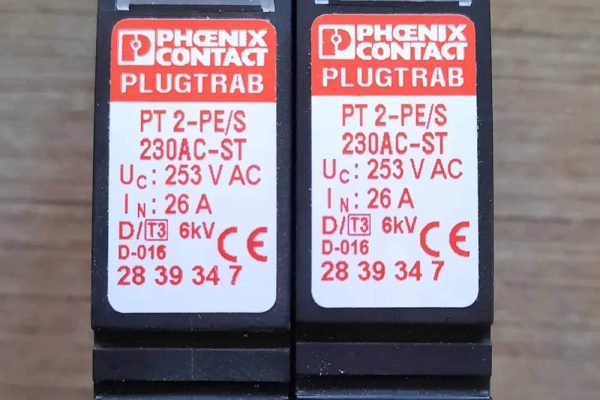 PHŒNIX
CONTACT
PLUGTRAB
PT 2-PE/S
230AC-ST
UC: 253 V AC
IN: 26 A
D/T3 6kV CE
D-016
28 39 34 7
PHŒNIX
CONTACT
PLUGTRAB
PT 2-PE/S
230AC-ST
UC: 253 V AC
IN: 26 A
D/T3 6kV CE
D-016
28 39 34 7